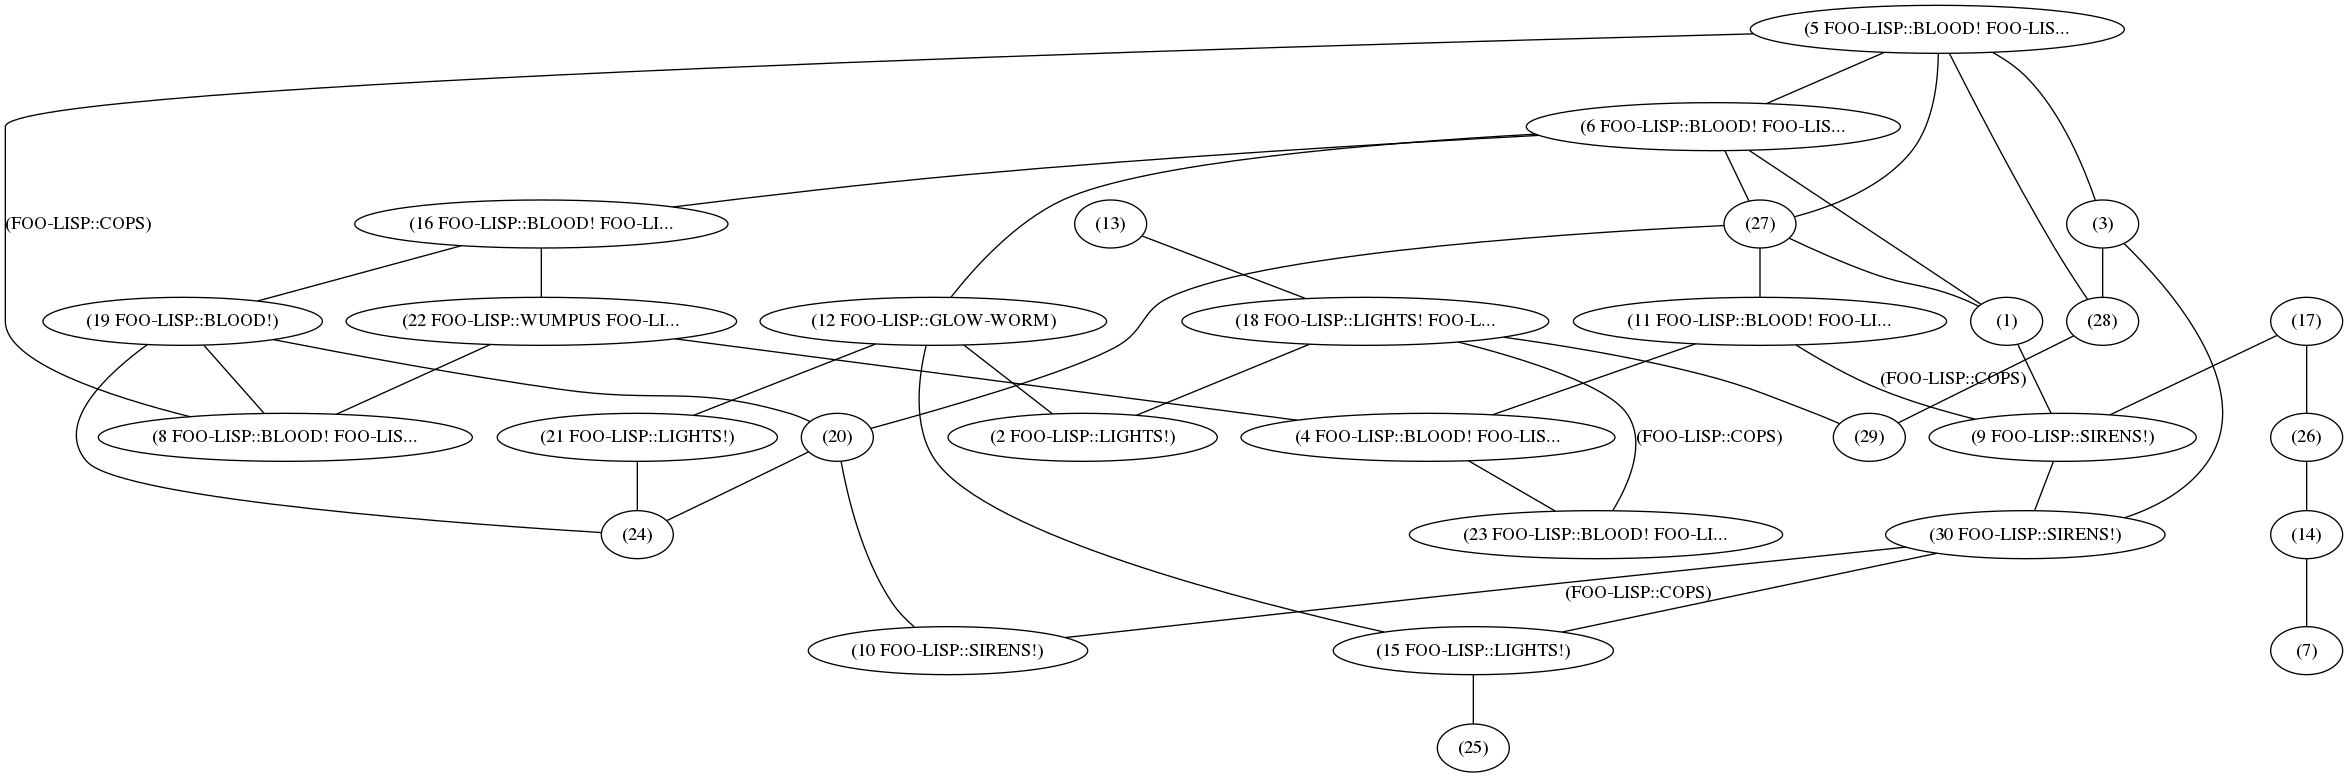 (5 FOO-LISP::BLOOD! FOO-LIS...
(6 FOO-LISP::BLOOD! FOO-LIS...
(FOO-LISP::COPS)
(16 FOO-LISP::BLOOD! FOO-LI...
(13)
(27)
(3)
(19 FOO-LISP::BLOOD!)
(22 FOO-LISP::WUMPUS FOO-LI...
(12 FOO-LISP::GLOW-WORM)
(18 FOO-LISP::LIGHTS! FOO-L...
(11 FOO-LISP::BLOOD! FOO-LI...
(1)
(28)
(17)
(FOO-LISP::COPS)
(8 FOO-LISP::BLOOD! FOO-LIS...
(21 FOO-LISP::LIGHTS!)
(20)
(2 FOO-LISP::LIGHTS!)
(4 FOO-LISP::BLOOD! FOO-LIS...
(FOO-LISP::COPS)
(29)
(9 FOO-LISP::SIRENS!)
(26)
(24)
(23 FOO-LISP::BLOOD! FOO-LI...
(30 FOO-LISP::SIRENS!)
(14)
(FOO-LISP::COPS)
(10 FOO-LISP::SIRENS!)
(15 FOO-LISP::LIGHTS!)
(7)
(25)